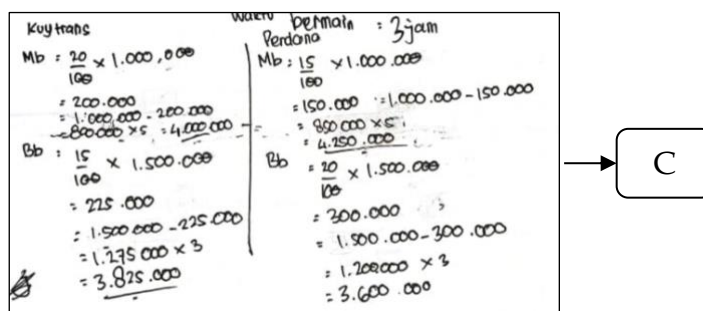 Waktu bermain : 3 jam
Kuytrans
Mb : 20/100 × 1.000.000
= 200.000
= 1.000.000 - 200.000
= 800.000 × 5 = 4.000.000
Bb : 15/100 × 1.500.000
= 225.000
= 1.500.000 - 225.000
= 1.275.000 × 3
= 3.825.000
Perdana
Mb : 15/100 × 1.000.000
= 150.000 = 1.000.000 - 150.000
= 850.000 × 5
= 4.250.000
Bb = 20/100 × 1.500.000
= 300.000
= 1.500.000 - 300.000
= 1.200.000 × 3
= 3.600.000
C